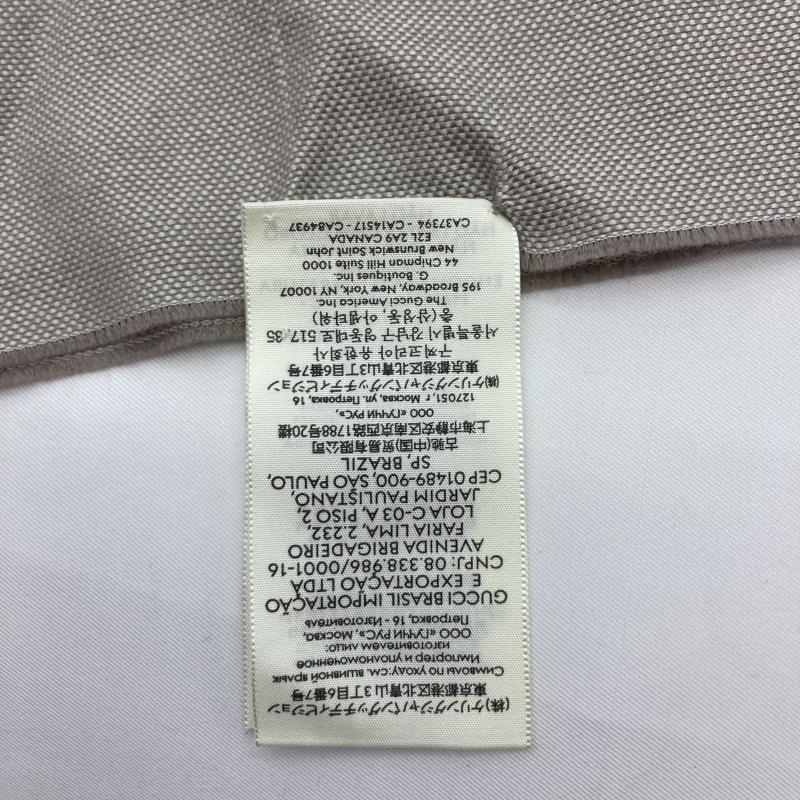 (株)ケリングジャパングッチディビジョン
東京都港区北青山3丁目6番7号
Символы по уходу: см. вшивной ярлык
Импортер и уполномоченное
изготовителем лицо:
ООО «ГУЧЧИ РУС», Москва,
Петровка, 16 - Изготовитель
GUCCI BRASIL IMPORTAÇÃO
E EXPORTAÇÃO LTDA
CNPJ: 08.338.986/0001-16
AVENIDA BRIGADEIRO
FARIA LIMA, 2.232,
LOJA C-03 A, PISO 2,
JARDIM PAULISTANO,
CEP 01489-900, SÃO PAULO,
SP, BRAZIL
古驰(中国)贸易有限公司
上海市静安区南京西路1788号20楼
ООО «ГУЧЧИ РУС»,
127051, г Москва, ул. Петровка, 16
(株)ケリングジャパングッチディビジョン
東京都港区北青山3丁目6番7号
구찌코리아 유한회사
서울특별시 강남구 영동대로 517, 35
층(삼성동, 아셈타워)
The Gucci America Inc.
195 Broadway, New York, NY 10007
G. Boutiques Inc.
44 Chipman Hill Suite 1000
New Brunswick Saint John
E2L 2A9 CANADA
CA37394 - CA14517 - CA84937